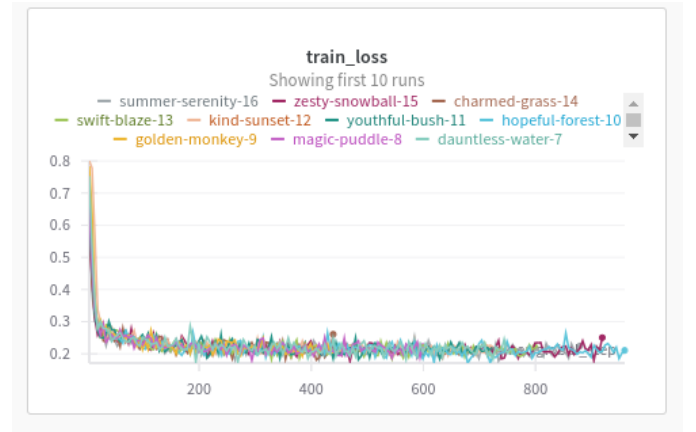 train_loss
Showing first 10 runs
summer-serenity-16 zesty-snowball-15 charmed-grass-14
swift-blaze-13 kind-sunset-12 youthful-bush-11 hopeful-forest-10
golden-monkey-9 magic-puddle-8 dauntless-water-7
0.8
0.7
0.6
0.5
0.4
0.3
0.2
200 400 600 800